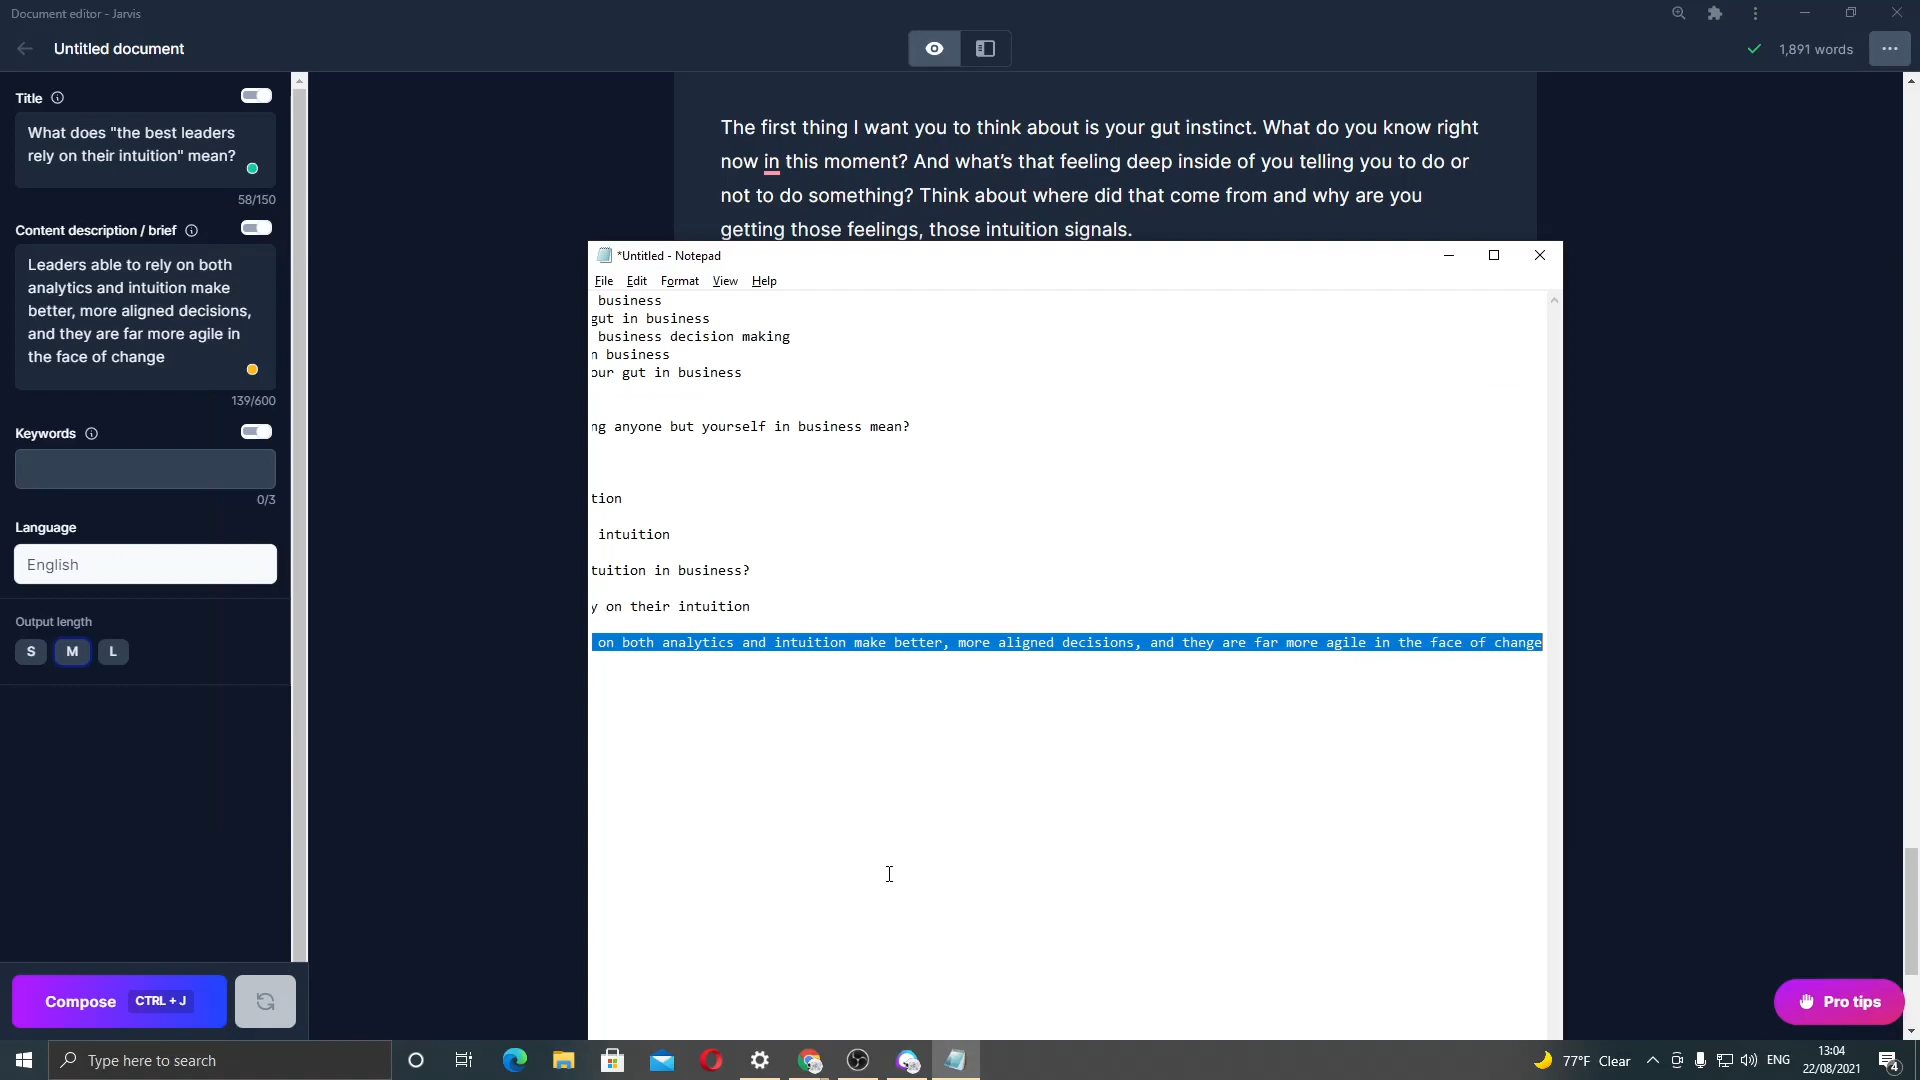 Document editor - Jarvis
Untitled document
1,891 words
Title
What does "the best leaders
rely on their intuition" mean?
58/150
Content description / brief
Leaders able to rely on both
analytics and intuition make
better, more aligned decisions,
and they are far more agile in
the face of change
139/600
Keywords
0/3
Language
English
Output length
S M L
Compose CTRL + J
The first thing I want you to think about is your gut instinct. What do you know right
now in this moment? And what's that feeling deep inside of you telling you to do or
not to do something? Think about where did that come from and why are you
getting those feelings, those intuition signals.
*Untitled - Notepad
File Edit Format View Help
business
gut in business
business decision making
n business
our gut in business
ng anyone but yourself in business mean?
tion
intuition
tuition in business?
y on their intuition
on both analytics and intuition make better, more aligned decisions, and they are far more agile in the face of change
Pro tips
Type here to search
77°F Clear
ENG
13:04
22/08/2021
4